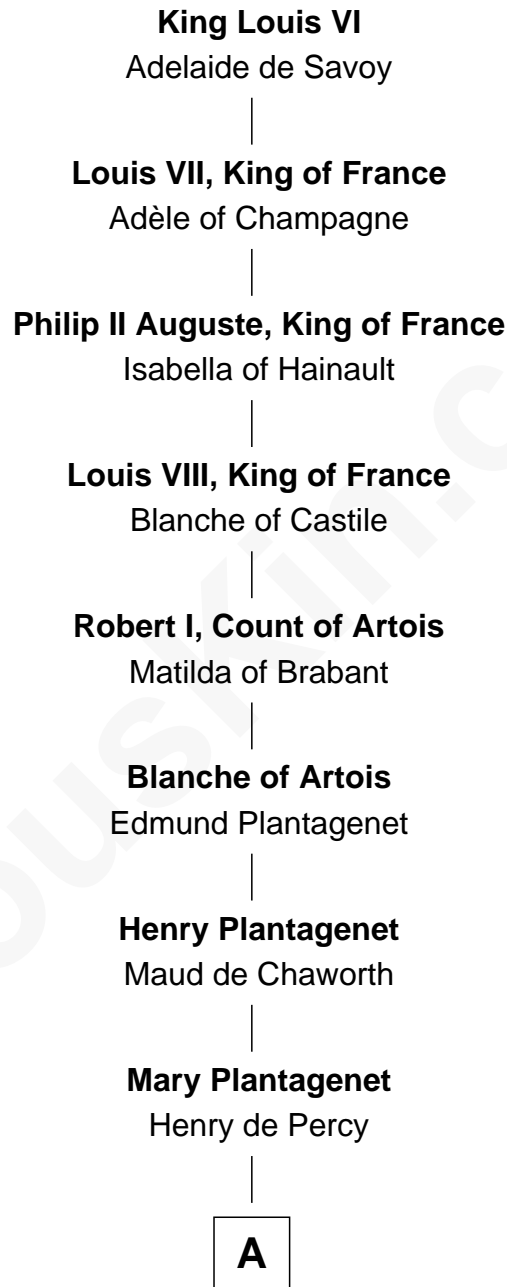 King Louis VI
Adelaide de Savoy
Louis VII, King of France
Adèle of Champagne
Philip II Auguste, King of France
Isabella of Hainault
Louis VIII, King of France
Blanche of Castile
Robert I, Count of Artois
Matilda of Brabant
Blanche of Artois
Edmund Plantagenet
Henry Plantagenet
Maud de Chaworth
Mary Plantagenet
Henry de Percy
A